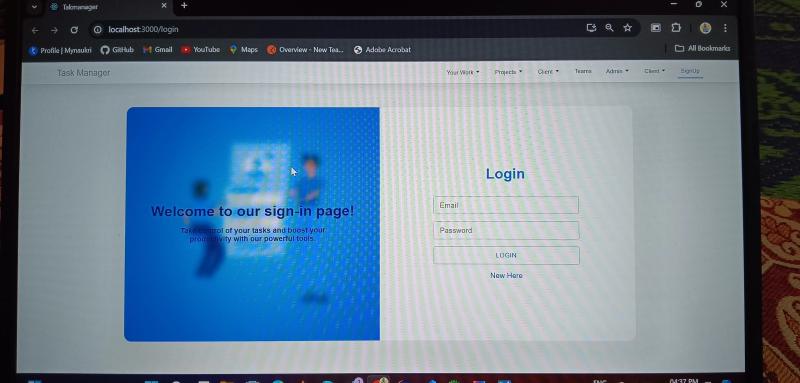 Takmanager
localhost:3000/login
Profile | Mynaukri GitHub Gmail YouTube Maps Overview - New Tea... Adobe Acrobat All Bookmarks
Task Manager Your Work Projects Client Teams Admin Client SignUp
Login
Email
Welcome to our sign-in page!
Take control of your tasks and boost your
productivity with our powerful tools.
Password
LOGIN
New Here
ENG 04:37 PM